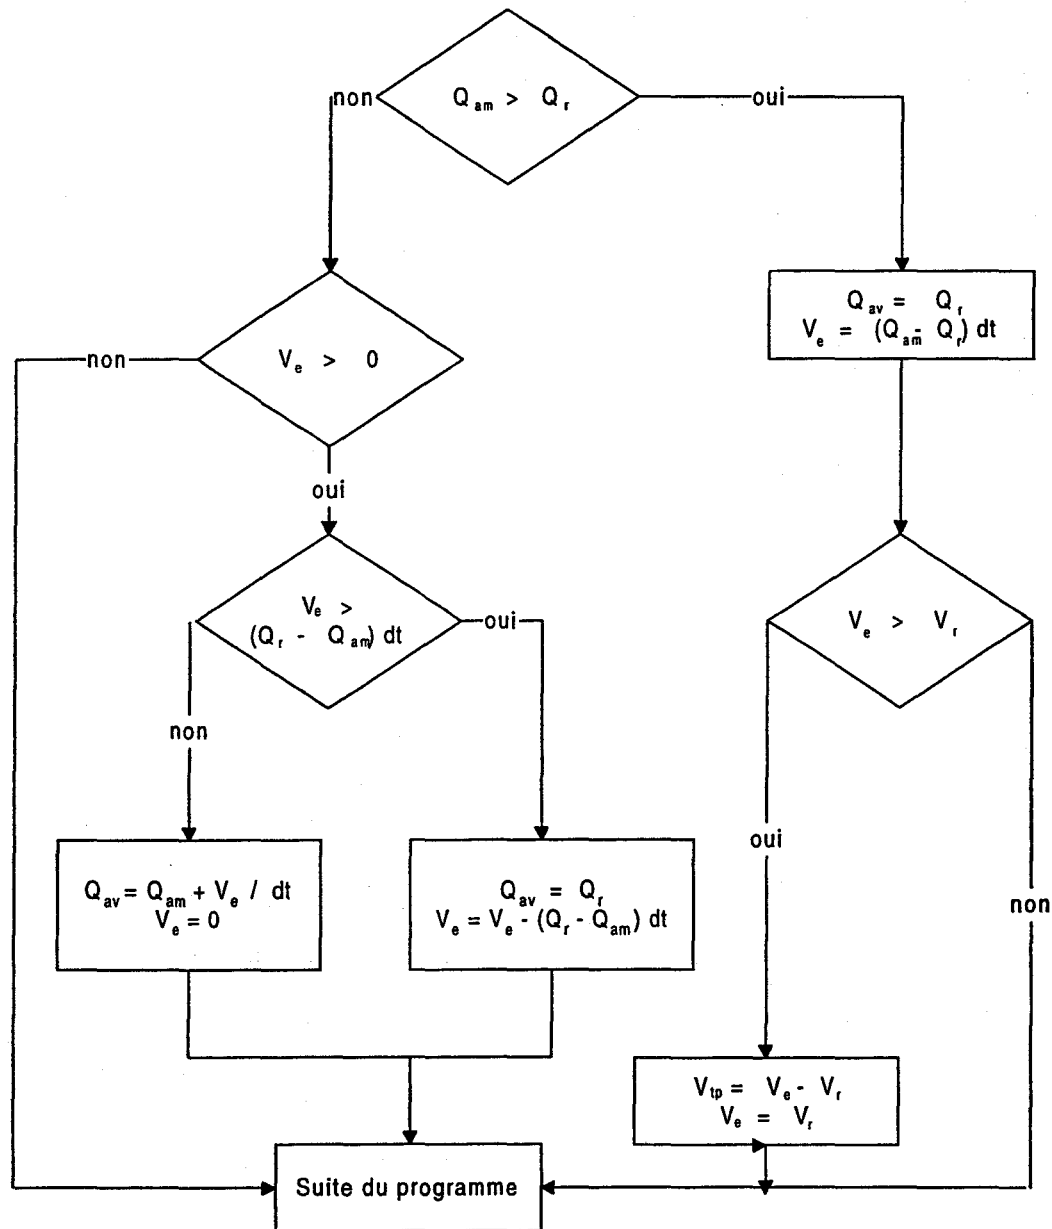 Q am > Q r
non
oui
Q av = Q r
V e = (Q am - Q r) dt
V e > 0
non
oui
V e >
(Q r - Q am) dt
oui
non
V e > V r
oui
non
Q av = Q am + V e / dt
V e = 0
Q av = Q r
V e = V e - (Q r - Q am) dt
V tp = V e - V r
V e = V r
Suite du programme